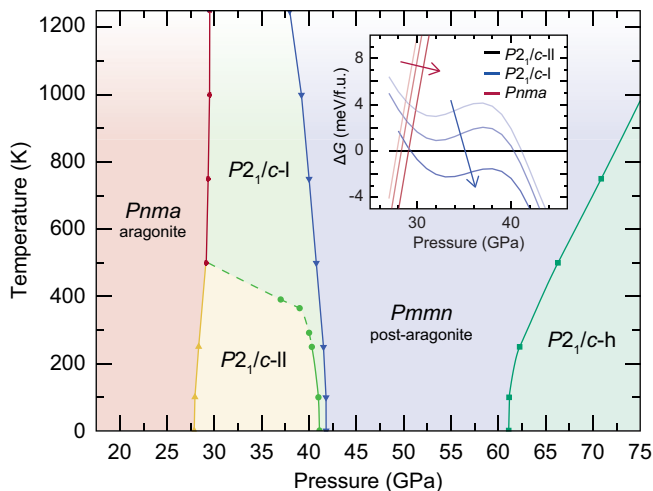 1200
1000
800
600
400
200
0
Temperature (K)
20 25 30 35 40 45 50 55 60 65 70 75
Pressure (GPa)
Pnma
aragonite
P2₁/c-I
P2₁/c-II
Pmmn
post-aragonite
P2₁/c-h
8
4
0
-4
ΔG (meV/f.u.)
30 40
Pressure (GPa)
P2₁/c-II
P2₁/c-I
Pnma